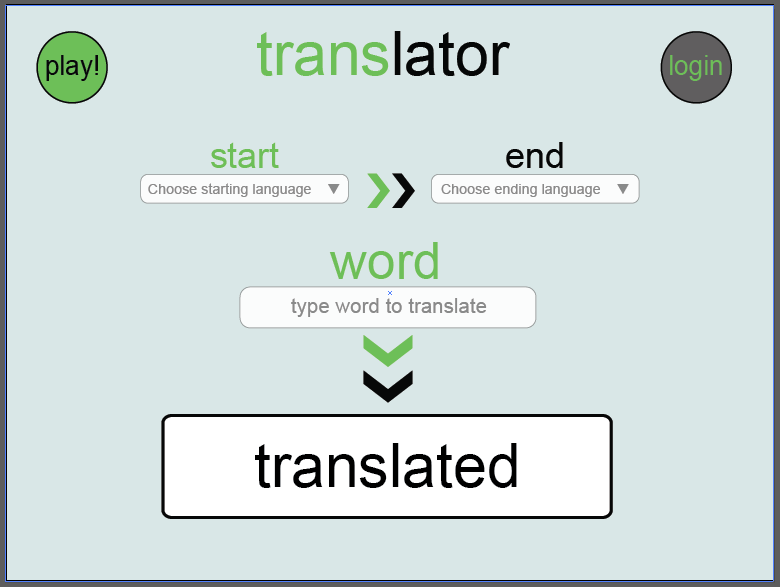 play!
translator
login
start
end
Choose starting language
Choose ending language
word
type word to translate
translated